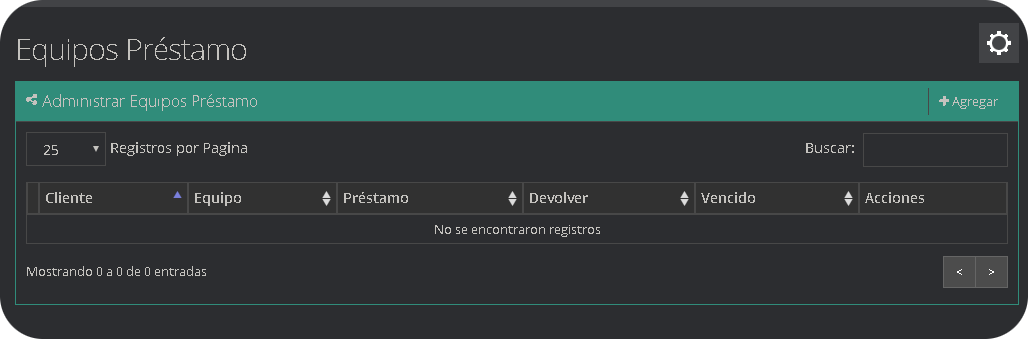 Equipos Préstamo
Administrar Equipos Préstamo Agregar
25 Registros por Pagina Buscar:
Cliente Equipo Préstamo Devolver Vencido Acciones
No se encontraron registros
Mostrando 0 a 0 de 0 entradas < >